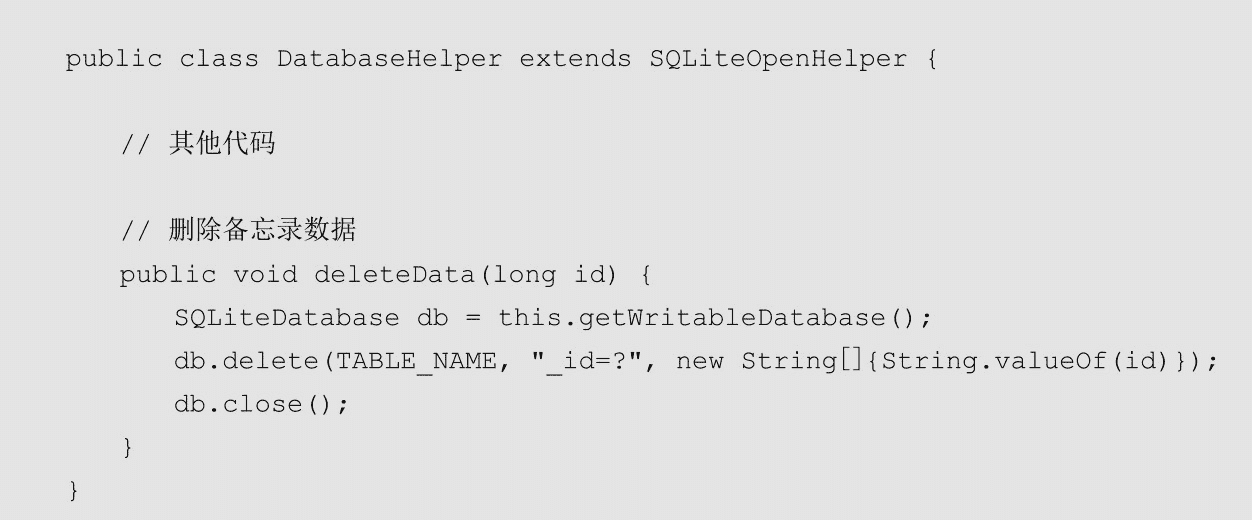 public class DatabaseHelper extends SQLiteOpenHelper {
// 其他代码
// 删除备忘录数据
public void deleteData(long id) {
SQLiteDatabase db = this.getWritableDatabase();
db.delete(TABLE_NAME, "_id=?", new String[]{String.valueOf(id)});
db.close();
}
}